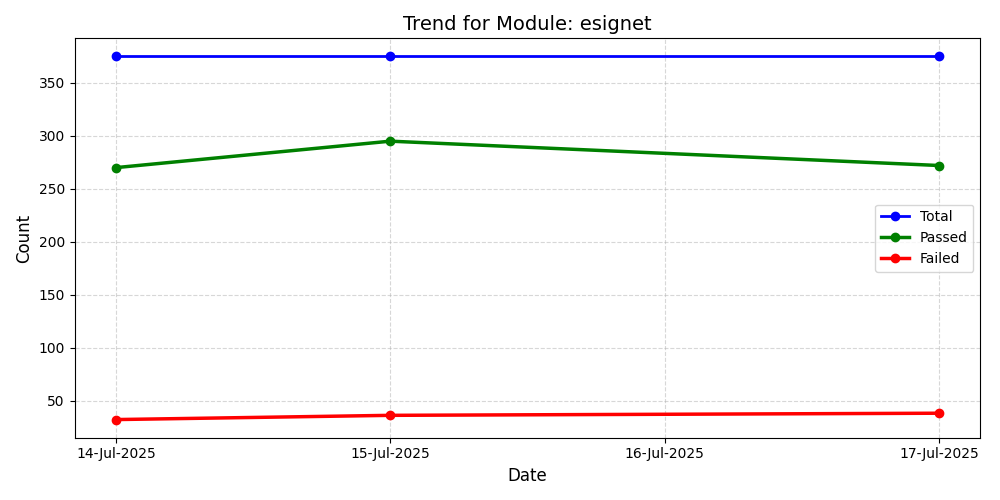 Trend for Module: esignet
350
300
250
200
150
100
50
Count
Total
Passed
Failed
14-Jul-2025 15-Jul-2025 16-Jul-2025 17-Jul-2025
Date